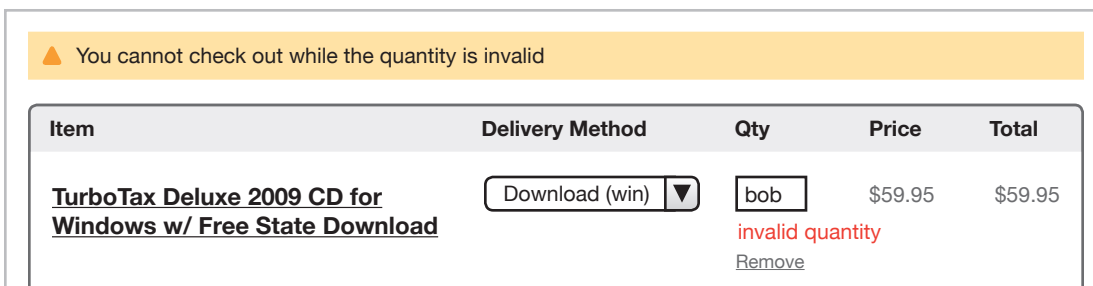 You cannot check out while the quantity is invalid
Item Delivery Method Qty Price Total
TurboTax Deluxe 2009 CD for Download (win) bob $59.95 $59.95
Windows w/ Free State Download
invalid quantity
Remove